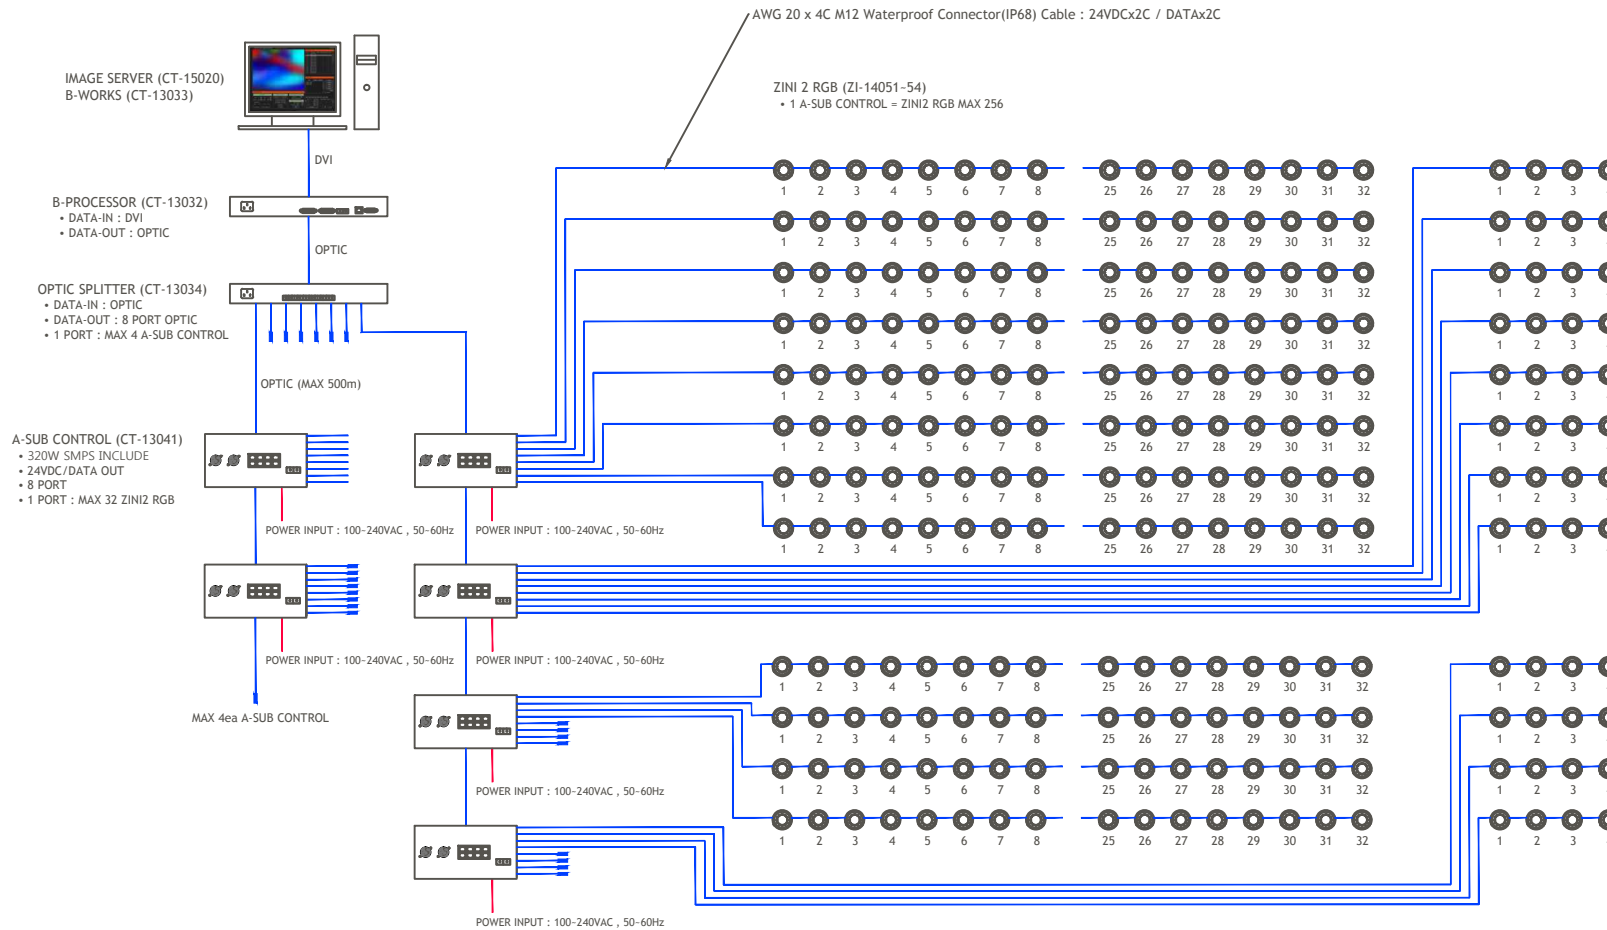 AWG 20 x 4C M12 Waterproof Connector(IP68) Cable : 24VDCx2C / DATAx2C
IMAGE SERVER (CT-15020)
B-WORKS (CT-13033)
ZINI 2 RGB (ZI-14051~54)
• 1 A-SUB CONTROL = ZINI2 RGB MAX 256
DVI
B-PROCESSOR (CT-13032)
• DATA-IN : DVI
• DATA-OUT : OPTIC
OPTIC
OPTIC SPLITTER (CT-13034)
• DATA-IN : OPTIC
• DATA-OUT : 8 PORT OPTIC
• 1 PORT : MAX 4 A-SUB CONTROL
OPTIC (MAX 500m)
A-SUB CONTROL (CT-13041)
• 320W SMPS INCLUDE
• 24VDC/DATA OUT
• 8 PORT
• 1 PORT : MAX 32 ZINI2 RGB
1 2 3 4 5 6 7 8 25 26 27 28 29 30 31 32 1 2 3
1 2 3 4 5 6 7 8 25 26 27 28 29 30 31 32 1 2 3
1 2 3 4 5 6 7 8 25 26 27 28 29 30 31 32 1 2 3
1 2 3 4 5 6 7 8 25 26 27 28 29 30 31 32 1 2 3
1 2 3 4 5 6 7 8 25 26 27 28 29 30 31 32 1 2 3
1 2 3 4 5 6 7 8 25 26 27 28 29 30 31 32 1 2 3
1 2 3 4 5 6 7 8 25 26 27 28 29 30 31 32 1 2 3
1 2 3 4 5 6 7 8 25 26 27 28 29 30 31 32 1 2 3
POWER INPUT : 100~240VAC , 50~60Hz
POWER INPUT : 100~240VAC , 50~60Hz
POWER INPUT : 100~240VAC , 50~60Hz
POWER INPUT : 100~240VAC , 50~60Hz
MAX 4ea A-SUB CONTROL
1 2 3 4 5 6 7 8 25 26 27 28 29 30 31 32 1 2 3
1 2 3 4 5 6 7 8 25 26 27 28 29 30 31 32 1 2 3
1 2 3 4 5 6 7 8 25 26 27 28 29 30 31 32 1 2 3
1 2 3 4 5 6 7 8 25 26 27 28 29 30 31 32 1 2 3
POWER INPUT : 100~240VAC , 50~60Hz
POWER INPUT : 100~240VAC , 50~60Hz